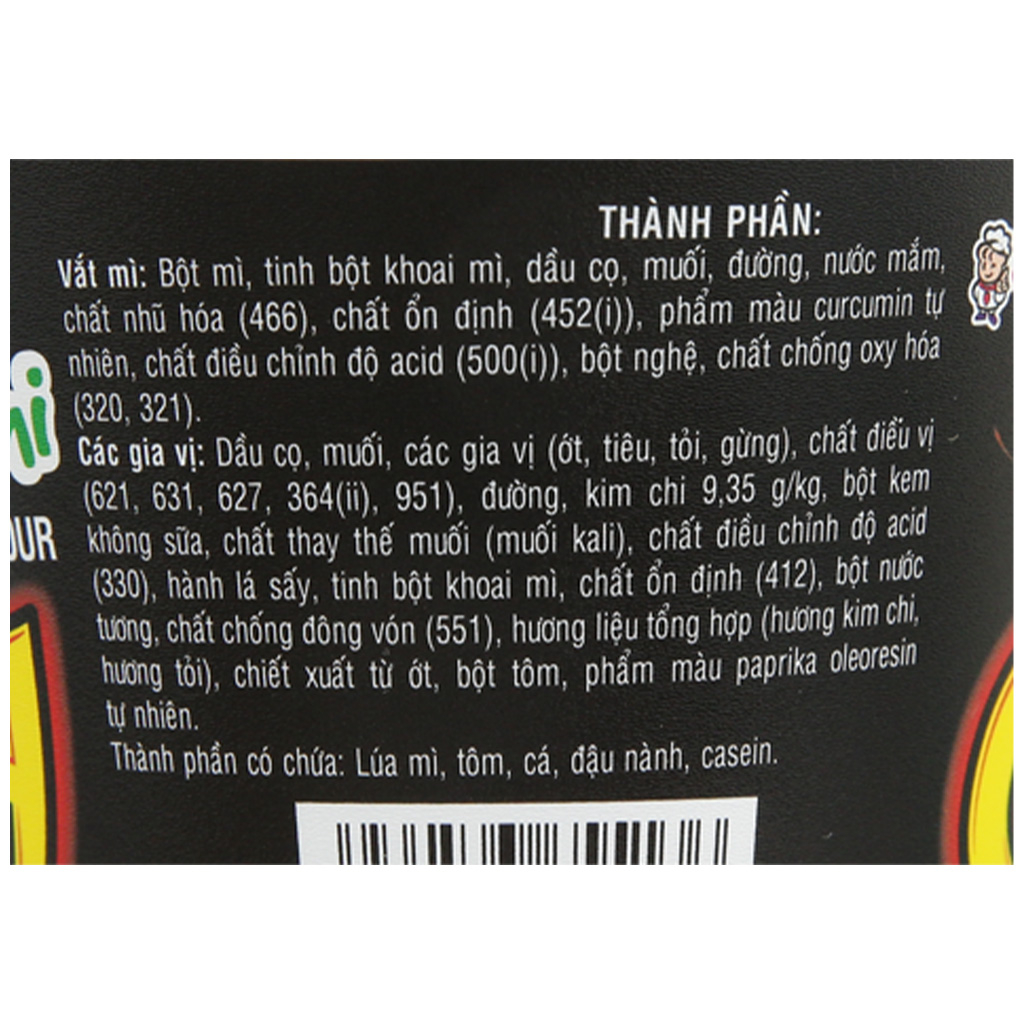 THÀNH PHẦN:
Vắt mì: Bột mì, tinh bột khoai mì, dầu cọ, muối, đường, nước mắm,
chất nhũ hóa (466), chất ổn định (452(i)), phẩm màu curcumin tự
nhiên, chất điều chỉnh độ acid (500(i)), bột nghệ, chất chống oxy hóa
(320, 321).
Các gia vị: Dầu cọ, muối, các gia vị (ớt, tiêu, tỏi, gừng), chất điều vị
(621, 631, 627, 364(ii), 951), đường, kim chi 9,35 g/kg, bột kem
không sữa, chất thay thế muối (muối kali), chất điều chỉnh độ acid
(330), hành lá sấy, tinh bột khoai mì, chất ổn định (412), bột nước
tương, chất chống đông vón (551), hương liệu tổng hợp (hương kim chi,
hương tỏi), chiết xuất từ ớt, bột tôm, phẩm màu paprika oleoresin
tự nhiên.
Thành phần có chứa: Lúa mì, tôm, cá, đậu nành, casein.